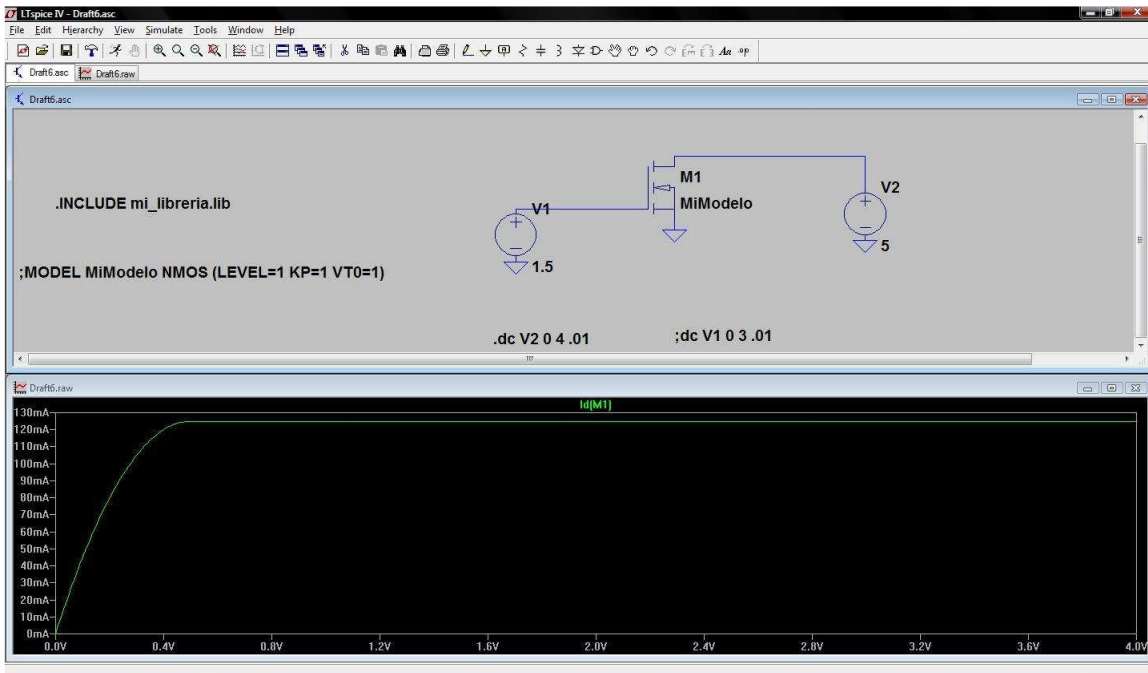 LTspice IV - Draft6.asc
File Edit Hierarchy View Simulate Tools Window Help
Aa .op
Draft6.asc Draft6.raw
Draft6.asc
.INCLUDE mi_libreria.lib
;MODEL MiModelo NMOS (LEVEL=1 KP=1 VT0=1)
V1
1.5
M1
MiModelo
V2
5
.dc V2 0 4 .01
;dc V1 0 3 .01
Draft6.raw
Id(M1)
130mA
120mA
110mA
100mA
90mA
80mA
70mA
60mA
50mA
40mA
30mA
20mA
10mA
0mA
0.0V 0.4V 0.8V 1.2V 1.6V 2.0V 2.4V 2.8V 3.2V 3.6V 4.0V